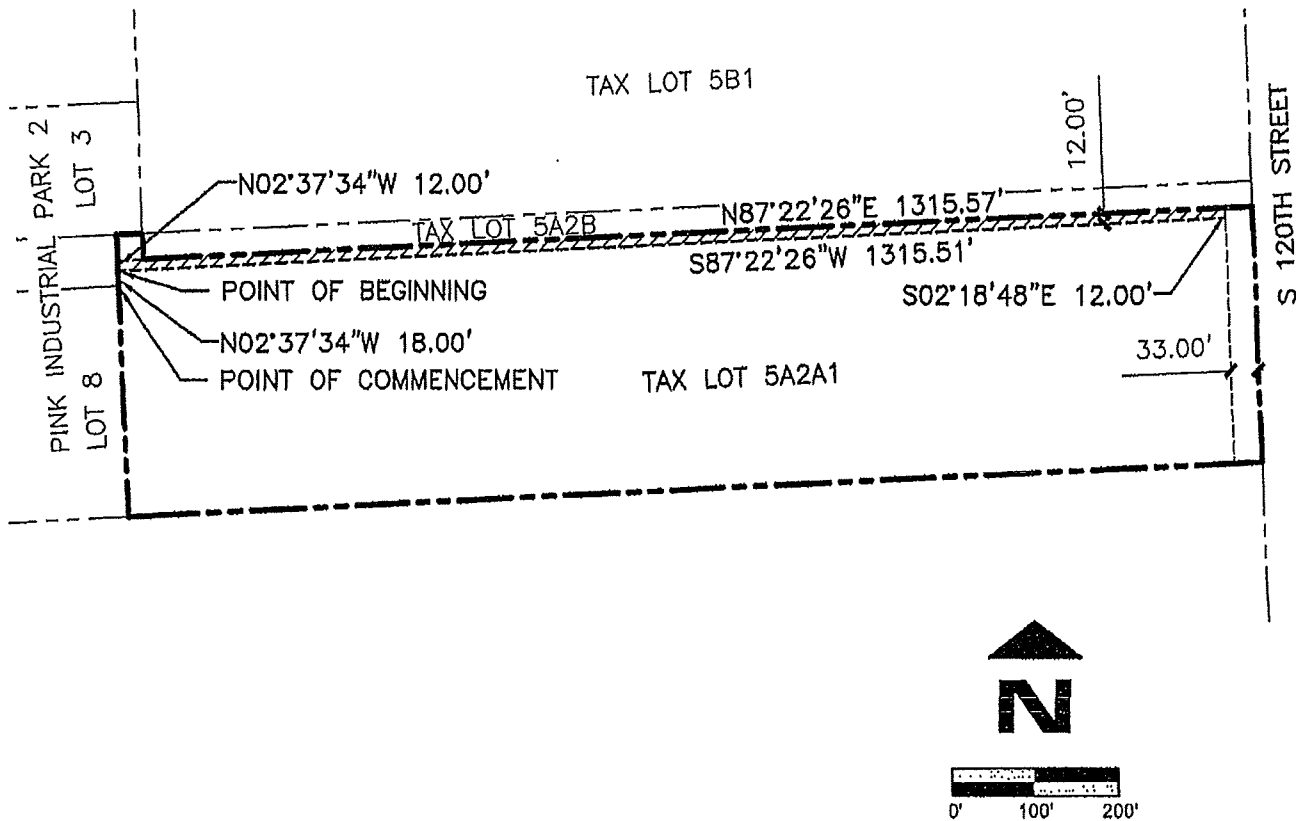 TAX LOT 5B1
12.00'
S 120TH STREET
PINK INDUSTRIAL PARK 2
LOT 3
N02°37'34"W 12.00'
TAX LOT 5A2B
N87°22'26"E 1315.57'
S87°22'26"W 1315.51'
POINT OF BEGINNING
S02°18'48"E 12.00'
N02°37'34"W 18.00'
33.00'
POINT OF COMMENCEMENT
TAX LOT 5A2A1
LOT 8
N
0' 100' 200'